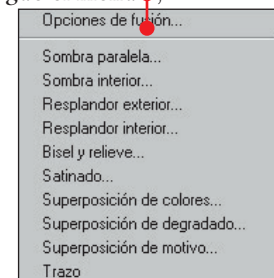 Opciones de fusión...
Sombra paralela...
Sombra interior...
Resplandor exterior...
Resplandor interior...
Bisel y relieve...
Satinado...
Superposición de colores...
Superposición de degradado...
Superposición de motivo...
Trazo